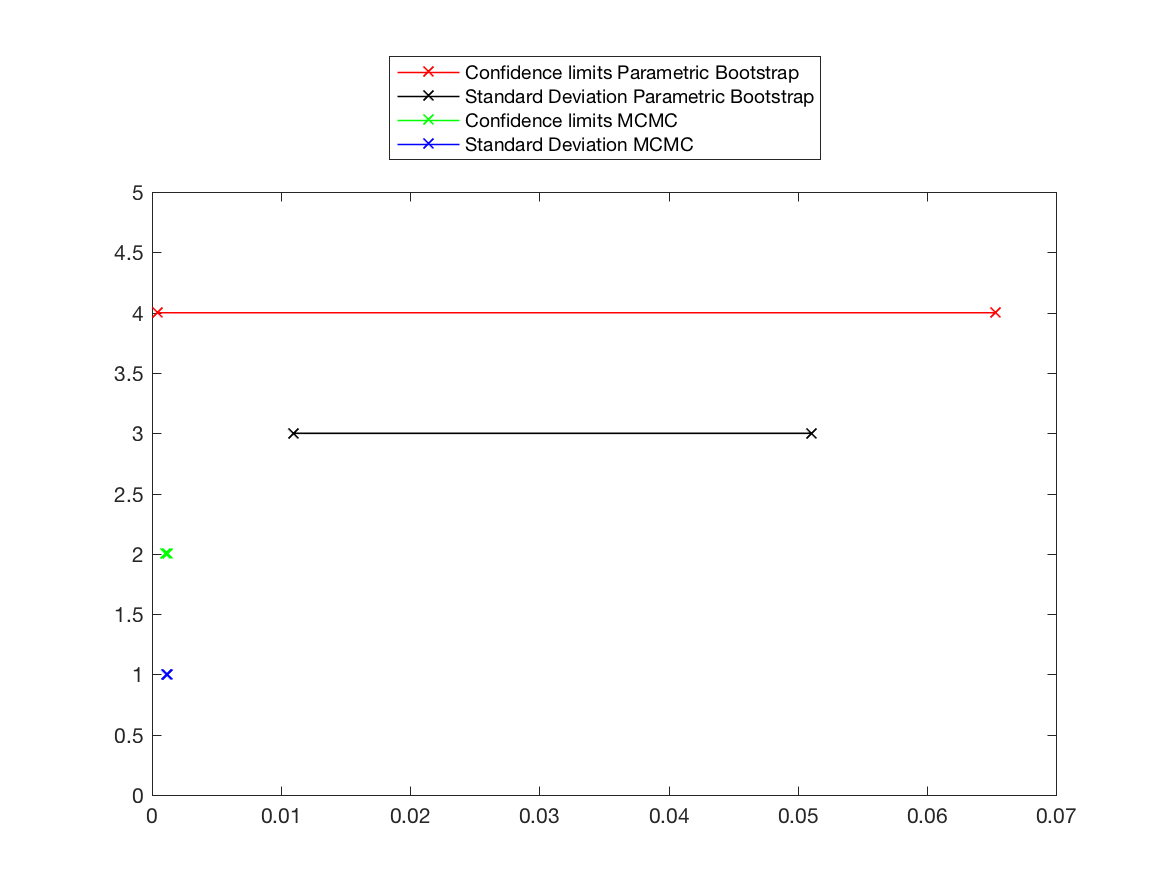 Confidence limits Parametric Bootstrap
Standard Deviation Parametric Bootstrap
Confidence limits MCMC
Standard Deviation MCMC
5
4.5
4
3.5
3
2.5
2
1.5
1
0.5
0
0 0.01 0.02 0.03 0.04 0.05 0.06 0.07